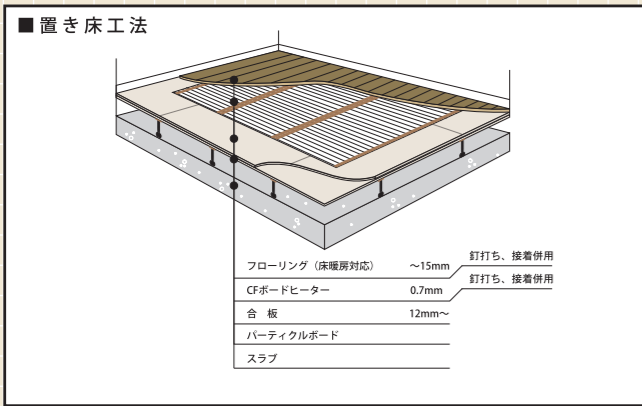 ■置き床工法
フローリング（床暖房対応） ～15mm 釘打ち、接着併用
CFボードヒーター 0.7mm 釘打ち、接着併用
合 板 12mm～
パーティクルボード
スラブ